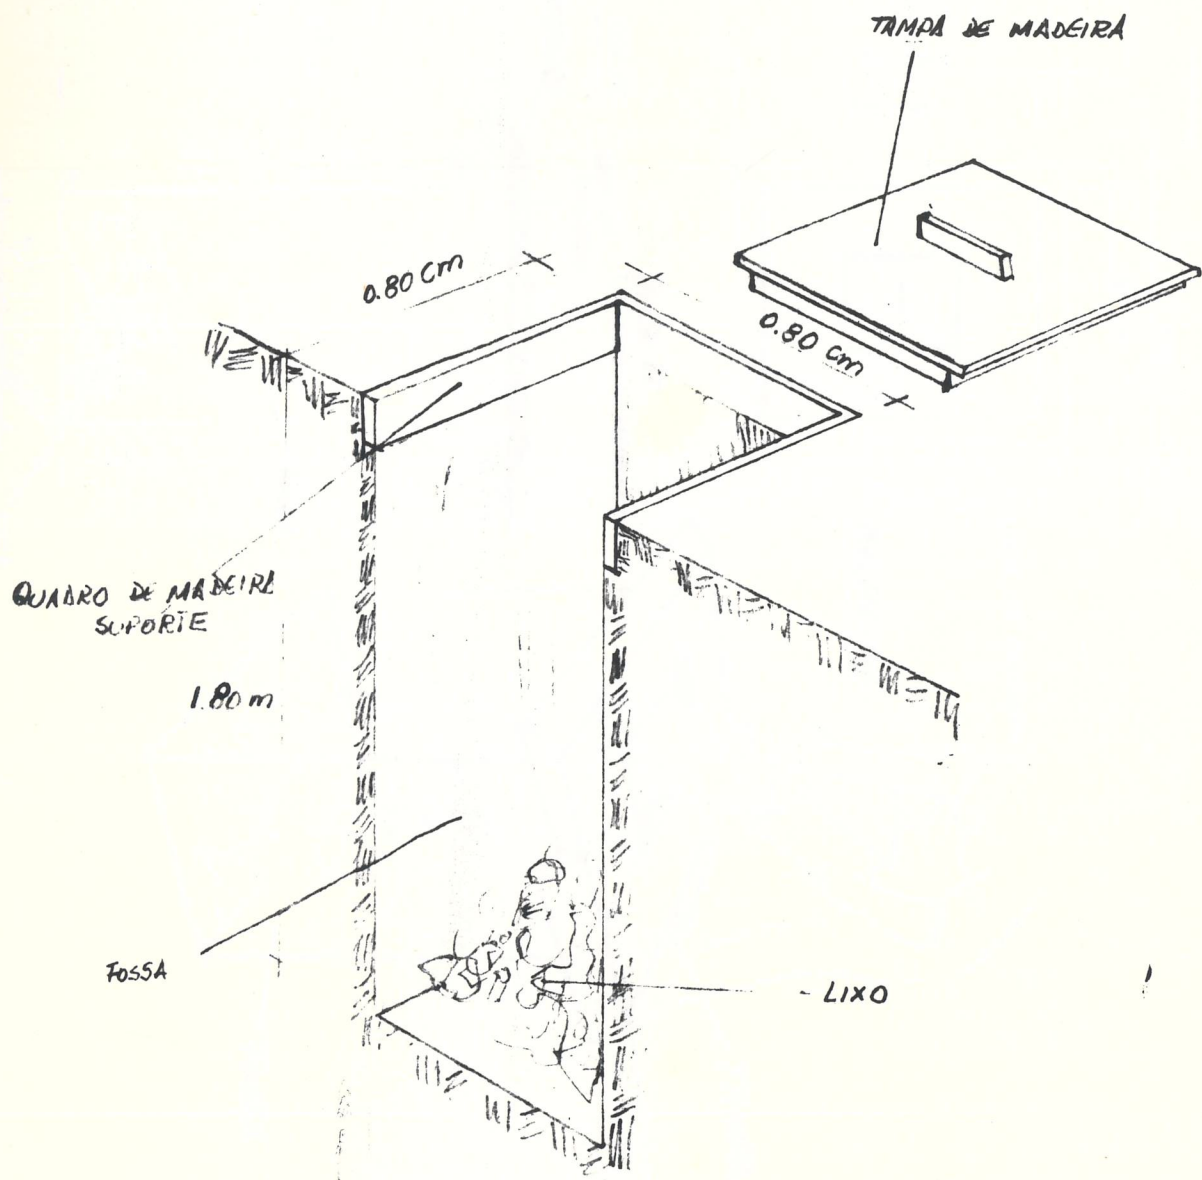 TAMPA DE MADEIRA
0.80 cm
0.80 cm
QUADRO DE MADEIRA
SUPORTE
1.80 m
FOSSA
LIXO